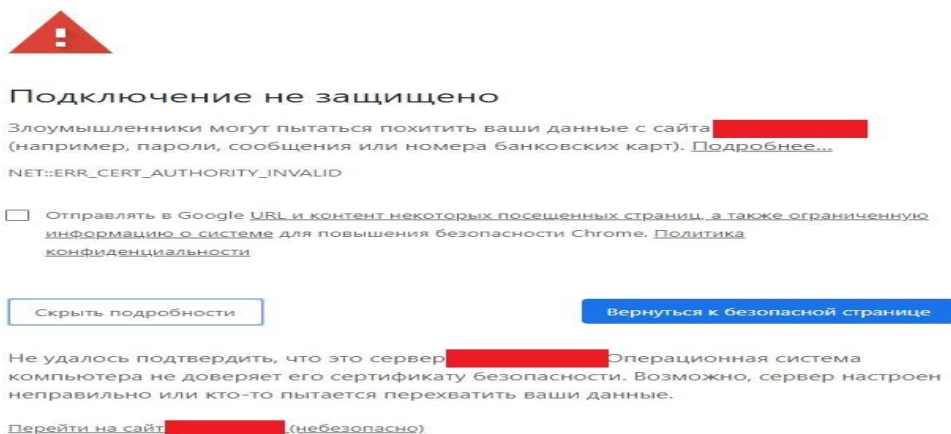 Подключение не защищено
Злоумышленники могут пытаться похитить ваши данные с сайта
(например, пароли, сообщения или номера банковских карт). Подробнее...
NET::ERR_CERT_AUTHORITY_INVALID
Отправлять в Google URL и контент некоторых посещенных страниц, а также ограниченную
информацию о системе для повышения безопасности Chrome. Политика
конфиденциальности
Скрыть подробности
Вернуться к безопасной странице
Не удалось подтвердить, что это сервер Операционная система
компьютера не доверяет его сертификату безопасности. Возможно, сервер настроен
неправильно или кто-то пытается перехватить ваши данные.
Перейти на сайт (небезопасно)